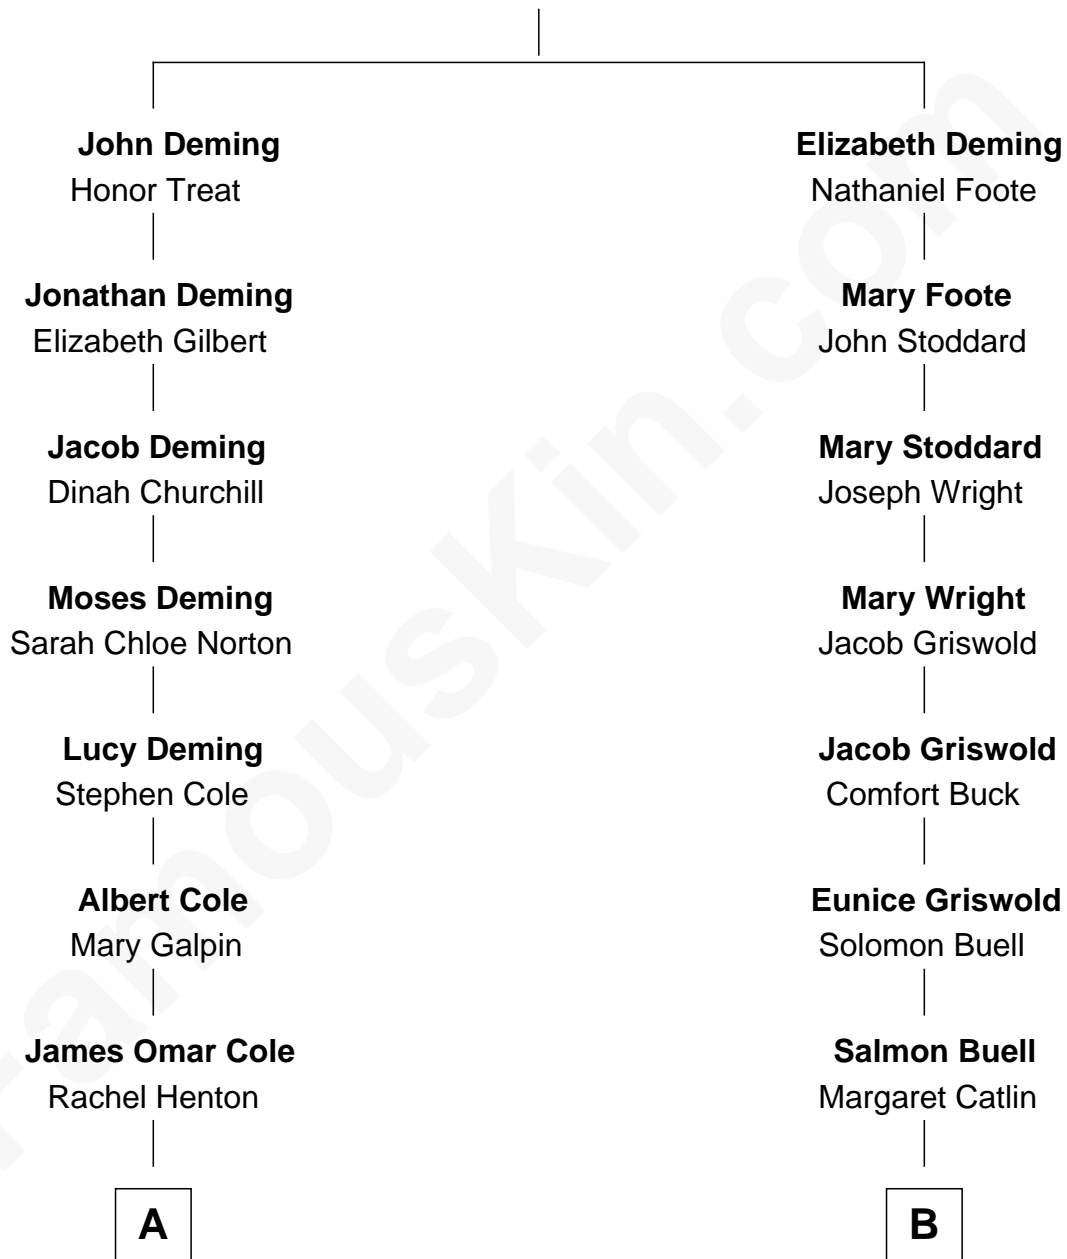 John Deming
Honor Treat
Jonathan Deming
Elizabeth Gilbert
Jacob Deming
Dinah Churchill
Moses Deming
Sarah Chloe Norton
Lucy Deming
Stephen Cole
Albert Cole
Mary Galpin
James Omar Cole
Rachel Henton
A
Elizabeth Deming
Nathaniel Foote
Mary Foote
John Stoddard
Mary Stoddard
Joseph Wright
Mary Wright
Jacob Griswold
Jacob Griswold
Comfort Buck
Eunice Griswold
Solomon Buell
Salmon Buell
Margaret Catlin
B
FamousKin.com